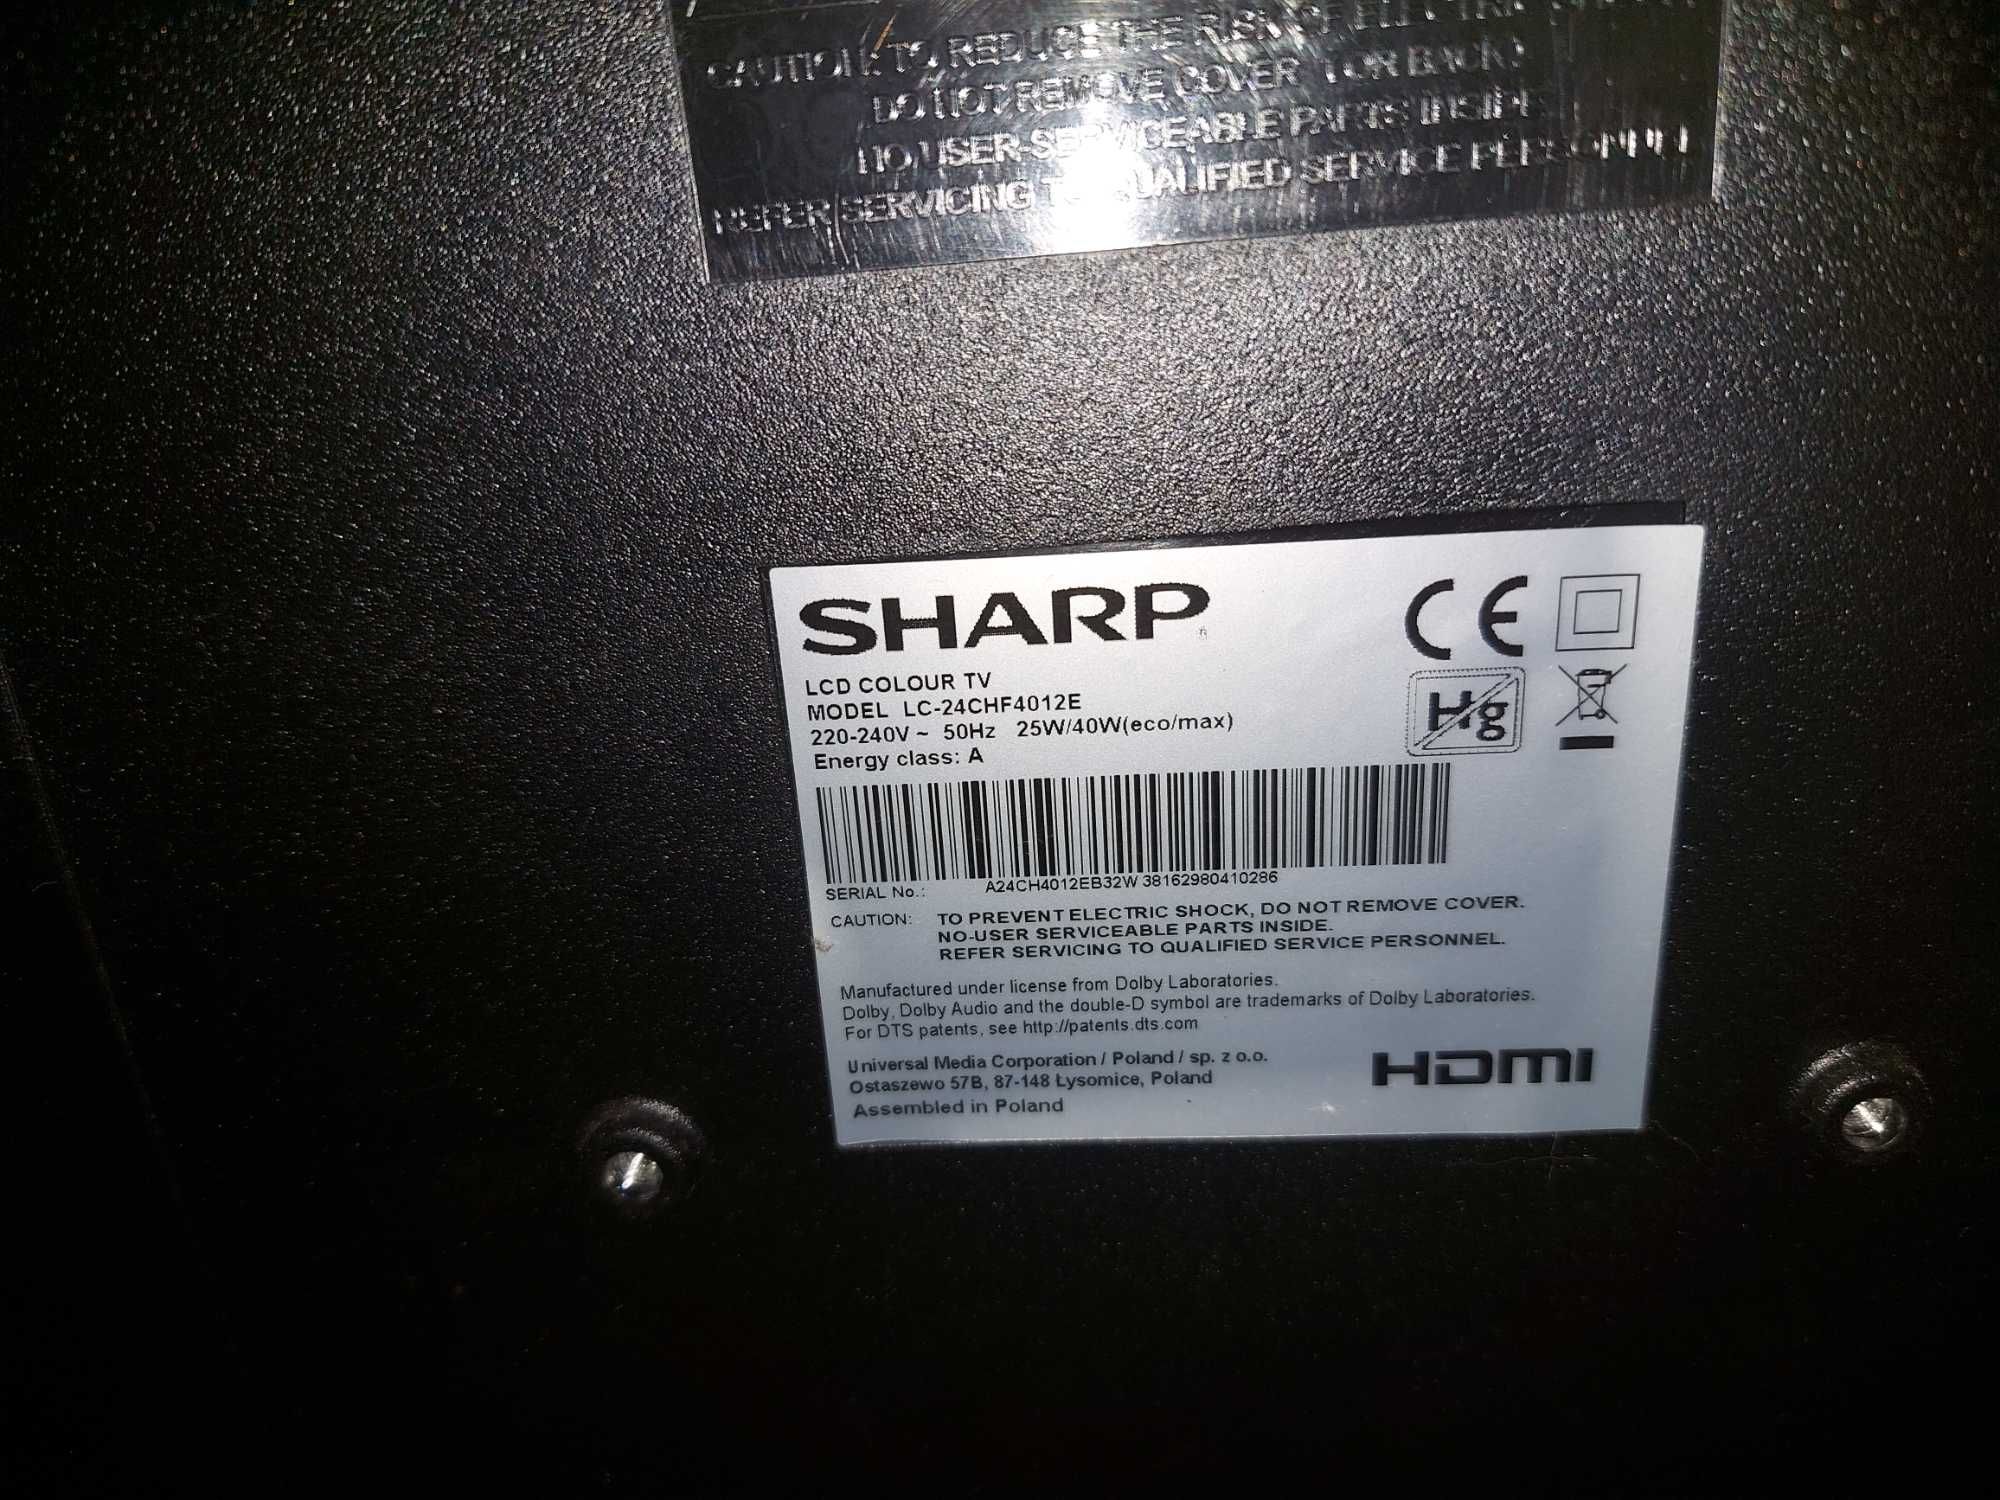 CAUTION: TO REDUCE THE RISK OF ELECTRIC
DO NOT REMOVE COVER (OR BACK)
NO USER-SERVICEABLE PARTS INSIDE
REFER SERVICING TO QUALIFIED SERVICE PERSONNEL
SHARP
LCD COLOUR TV
MODEL LC-24CHF4012E
220-240V ~ 50Hz 25W/40W(eco/max)
Energy class: A
CE
Hg
SERIAL No.: A24CH4012EB32W 38162980410286
CAUTION: TO PREVENT ELECTRIC SHOCK, DO NOT REMOVE COVER.
NO-USER SERVICEABLE PARTS INSIDE.
REFER SERVICING TO QUALIFIED SERVICE PERSONNEL.
Manufactured under license from Dolby Laboratories.
Dolby, Dolby Audio and the double-D symbol are trademarks of Dolby Laboratories.
For DTS patents, see http://patents.dts.com
Universal Media Corporation / Poland / sp. z o.o.
Ostaszewo 57B, 87-148 Łysomice, Poland
Assembled in Poland
HDMI